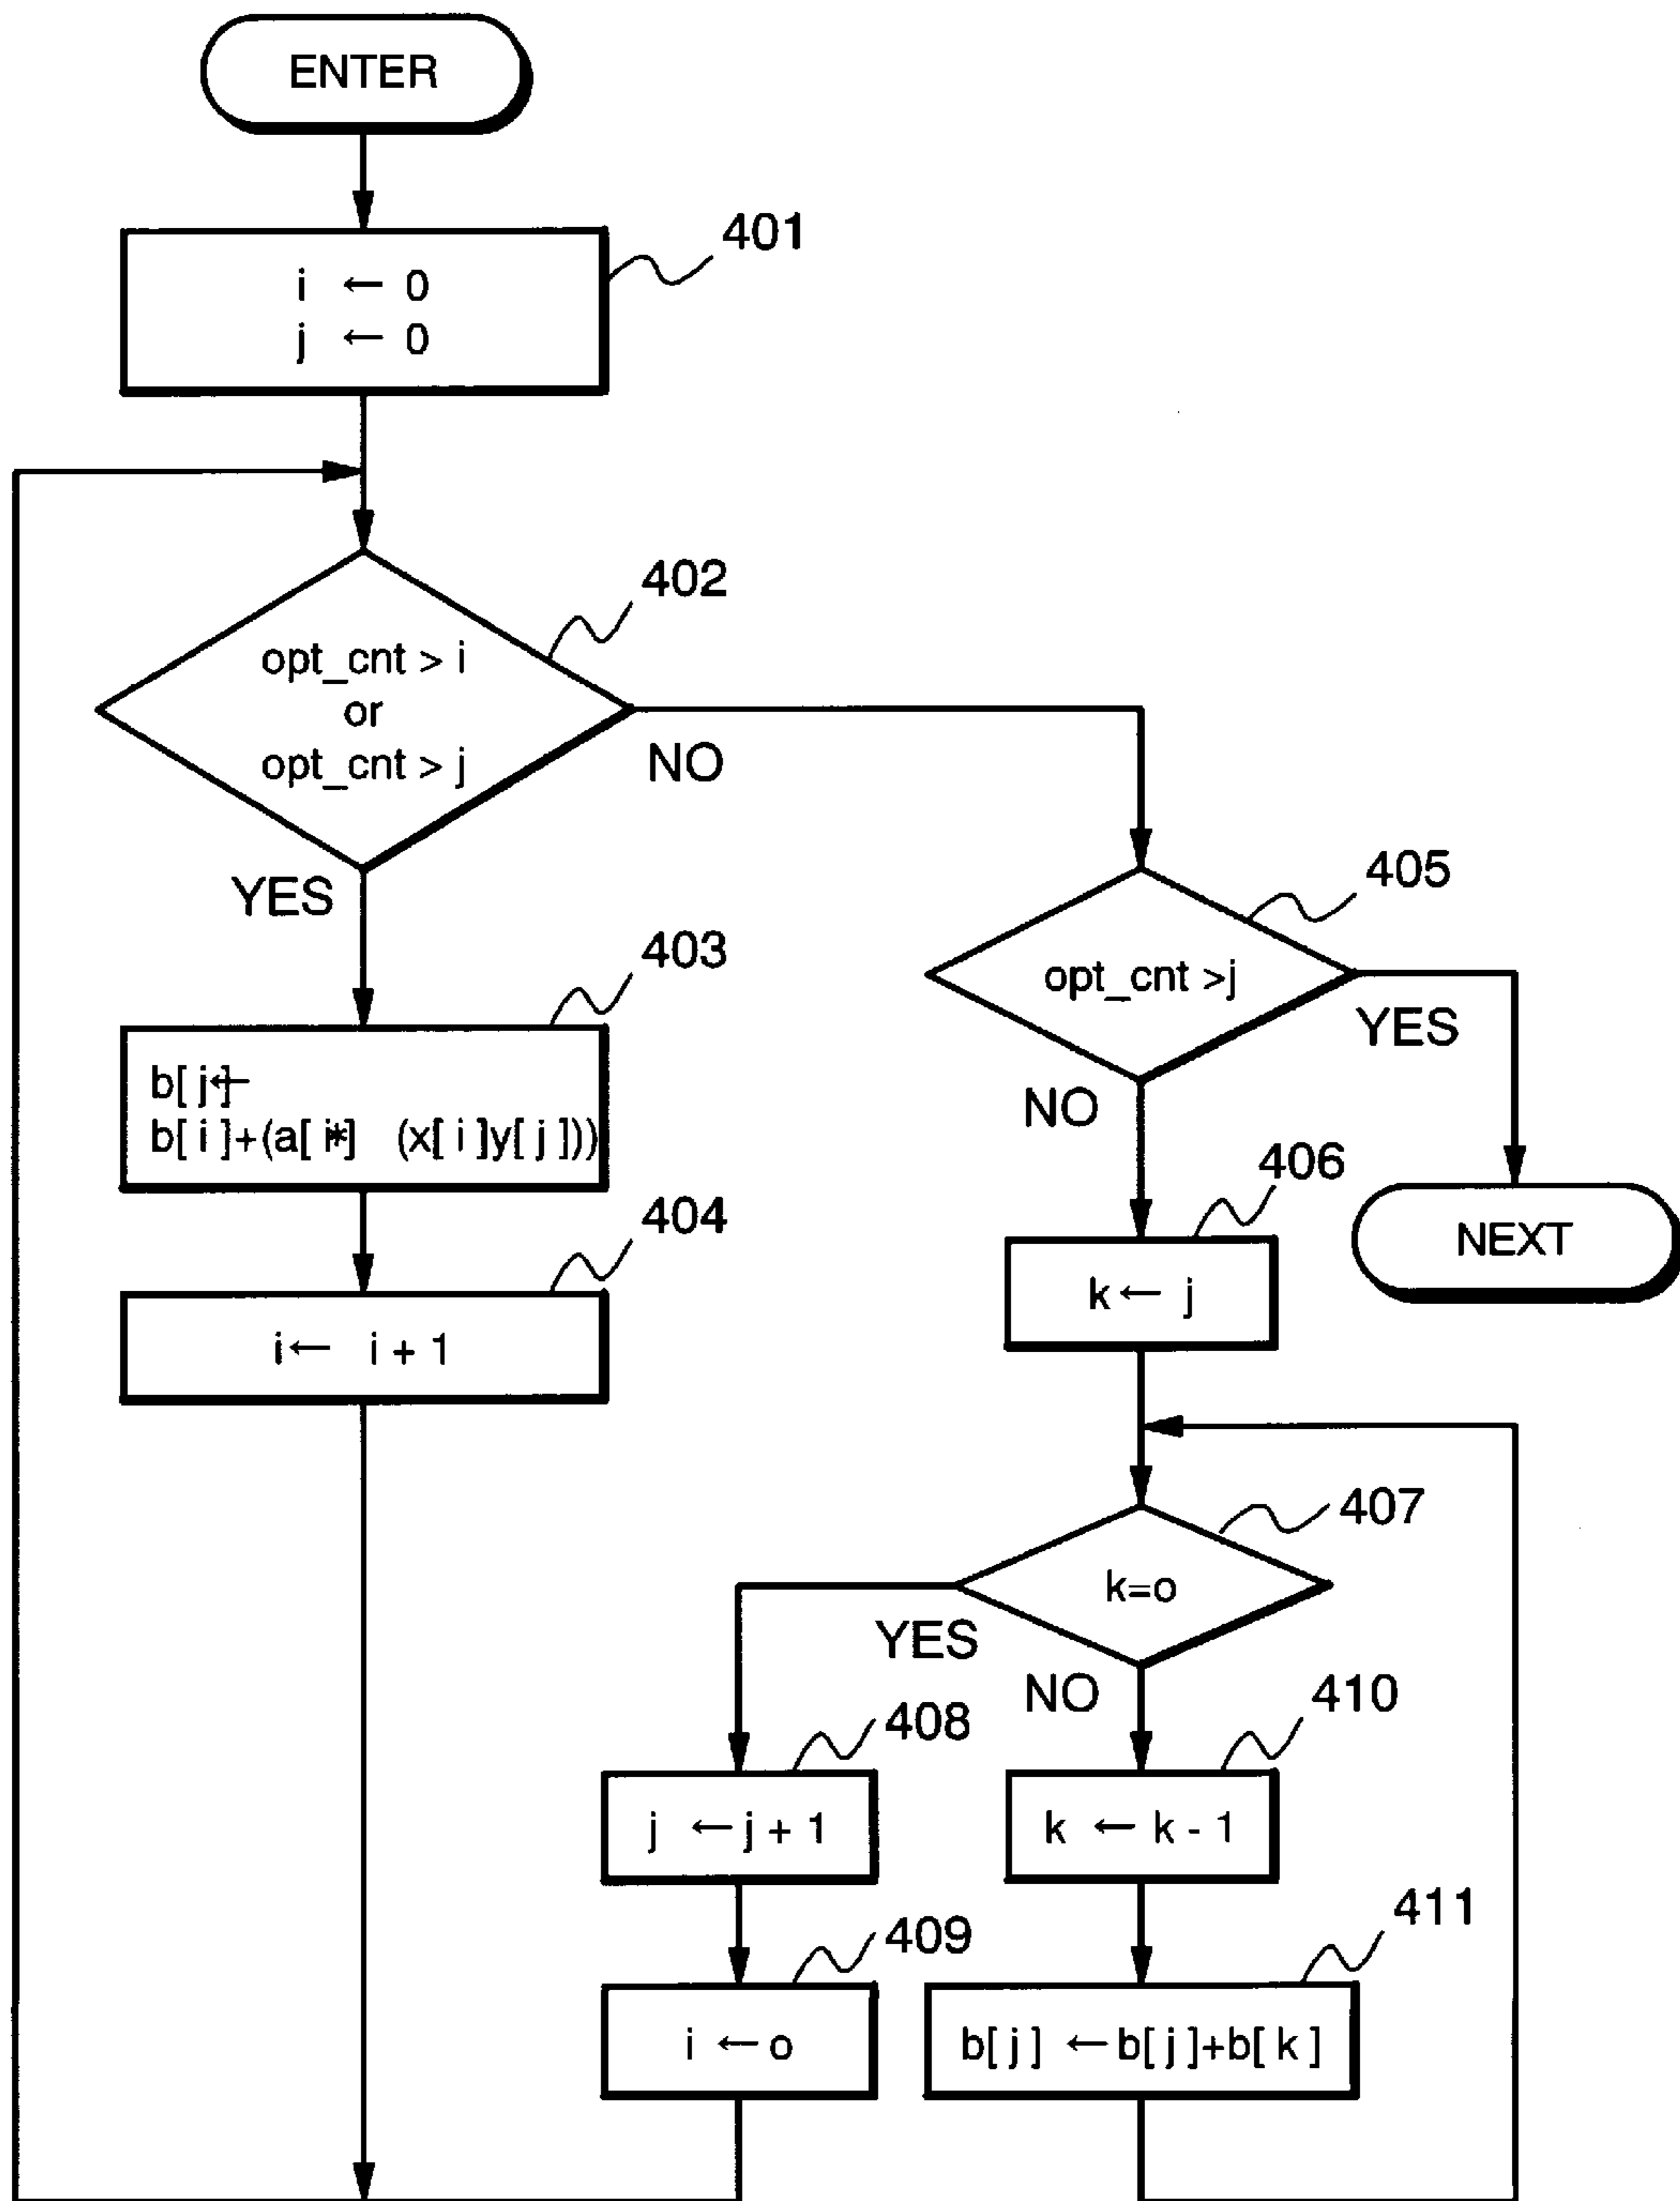 ENTER
401
i ← 0
j ← 0
402
opt_cnt > i
or
opt_cnt > j
NO
YES
405
opt_cnt >j
YES
NO
403
b[ j ]←
b[ i ]+(a[ i ]* (x[ i ]y[ j ]))
406
404
k ← j
NEXT
i ← i + 1
407
k=o
YES
NO
408
410
j ← j + 1
k ← k - 1
409
411
i ← o
b[ j ] ← b[ j ]+b[ k ]